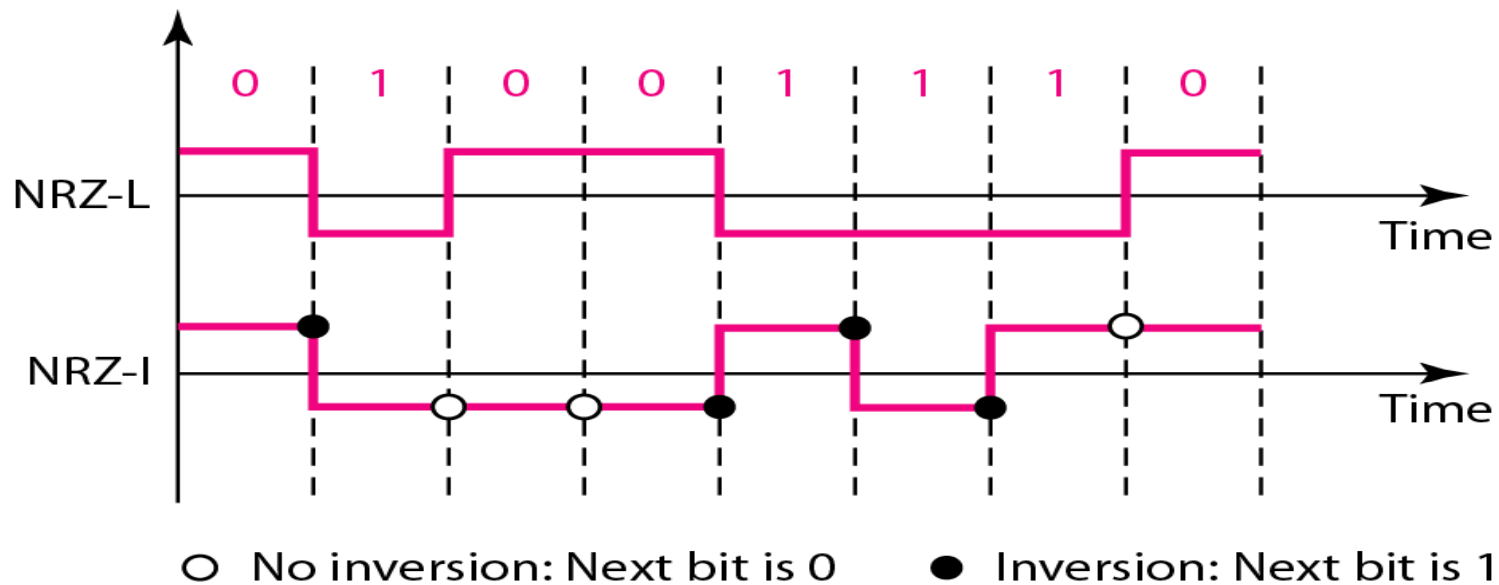 0 1 0 0 1 1 1 0
NRZ-L
Time
NRZ-I
Time
No inversion: Next bit is 0 Inversion: Next bit is 1